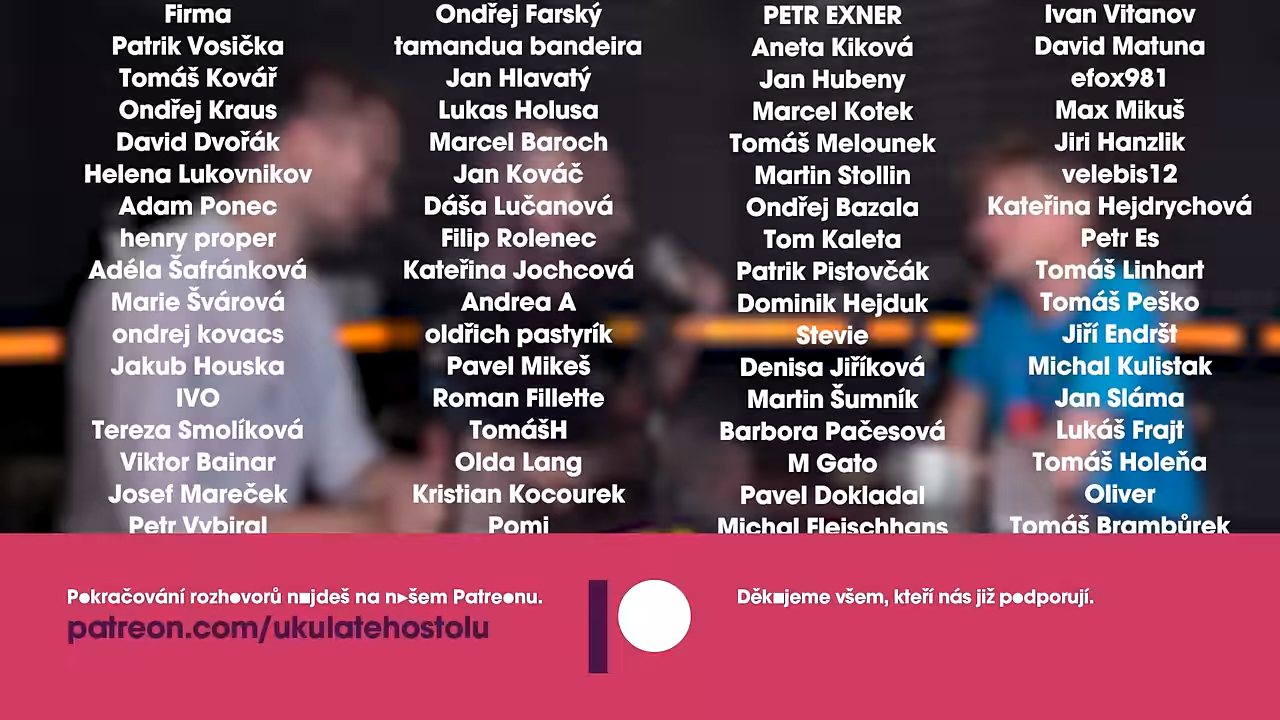 Firma
Patrik Vosička
Tomáš Kovář
Ondřej Kraus
David Dvořák
Helena Lukovnikov
Adam Ponec
henry proper
Adéla Šafránková
Marie Švárová
ondrej kovacs
Jakub Houska
IVO
Tereza Smolíková
Viktor Bainar
Josef Mareček
Petr Vybiral
Ondřej Farský
tamandua bandeira
Jan Hlavatý
Lukas Holusa
Marcel Baroch
Jan Kováč
Dáša Lučanová
Filip Rolenec
Kateřina Jochcová
Andrea A
oldřich pastyrík
Pavel Mikeš
Roman Fillette
TomášH
Olda Lang
Kristian Kocourek
Pomi
PETR EXNER
Aneta Kiková
Jan Hubeny
Marcel Kotek
Tomáš Melounek
Martin Stollin
Ondřej Bazala
Tom Kaleta
Patrik Pistovčák
Dominik Hejduk
Stevie
Denisa Jiříková
Martin Šumník
Barbora Pačesová
M Gato
Pavel Dokladal
Michal Fleischhans
Ivan Vitanov
David Matuna
efox981
Max Mikuš
Jiri Hanzlik
velebis12
Kateřina Hejdrychová
Petr Es
Tomáš Linhart
Tomáš Peško
Jiří Endršt
Michal Kulistak
Jan Sláma
Lukáš Frajt
Tomáš Holeňa
Oliver
Tomáš Brambůrek
Pokračování rozhovorů najdeš na našem Patreonu.
patreon.com/ukulatehostolu
Děkujeme všem, kteří nás již podporují.